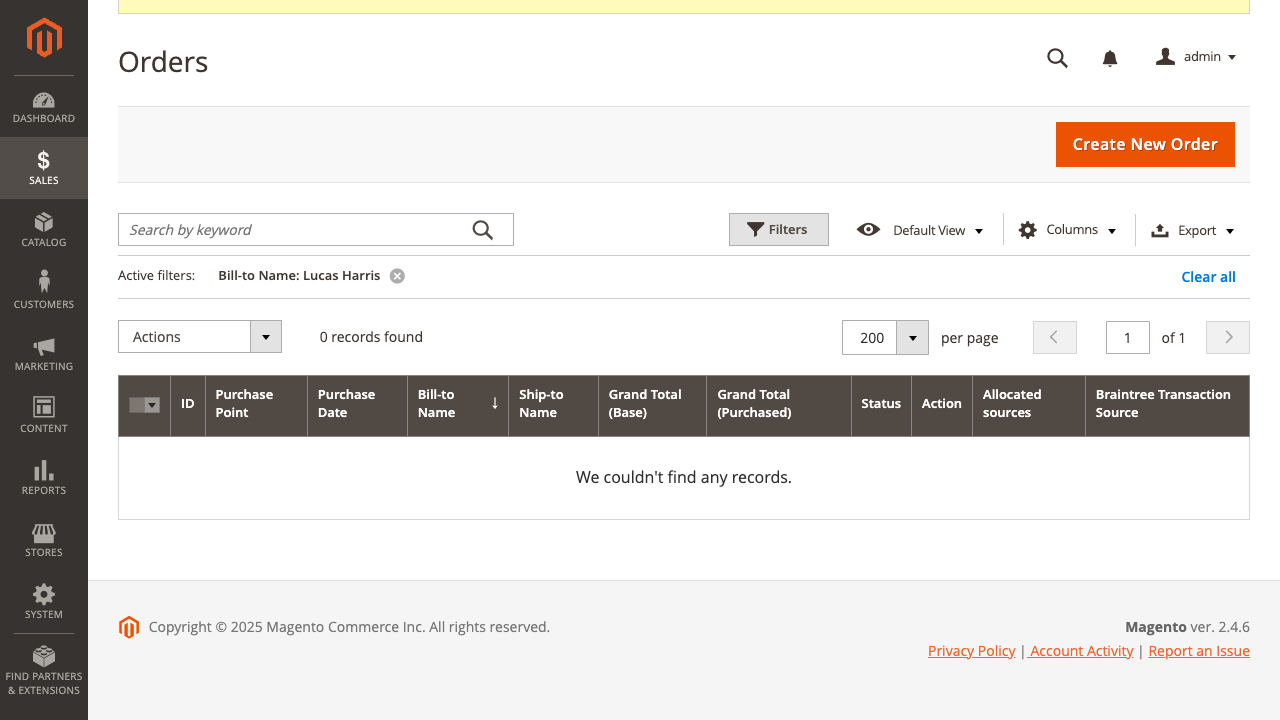 Orders
admin
Create New Order
Search by keyword
Filters
Default View
Columns
Export
Active filters:
Bill-to Name: Lucas Harris
Clear all
Actions
0 records found
200
per page
1
of 1
ID
Purchase Point
Purchase Date
Bill-to Name
↓
Ship-to Name
Grand Total (Base)
Grand Total (Purchased)
Status
Action
Allocated sources
Braintree Transaction Source
We couldn't find any records.
DASHBOARD
$
SALES
CATALOG
CUSTOMERS
MARKETING
CONTENT
REPORTS
STORES
SYSTEM
FIND PARTNERS
& EXTENSIONS
Copyright © 2025 Magento Commerce Inc. All rights reserved.
Magento ver. 2.4.6
Privacy Policy | Account Activity | Report an Issue